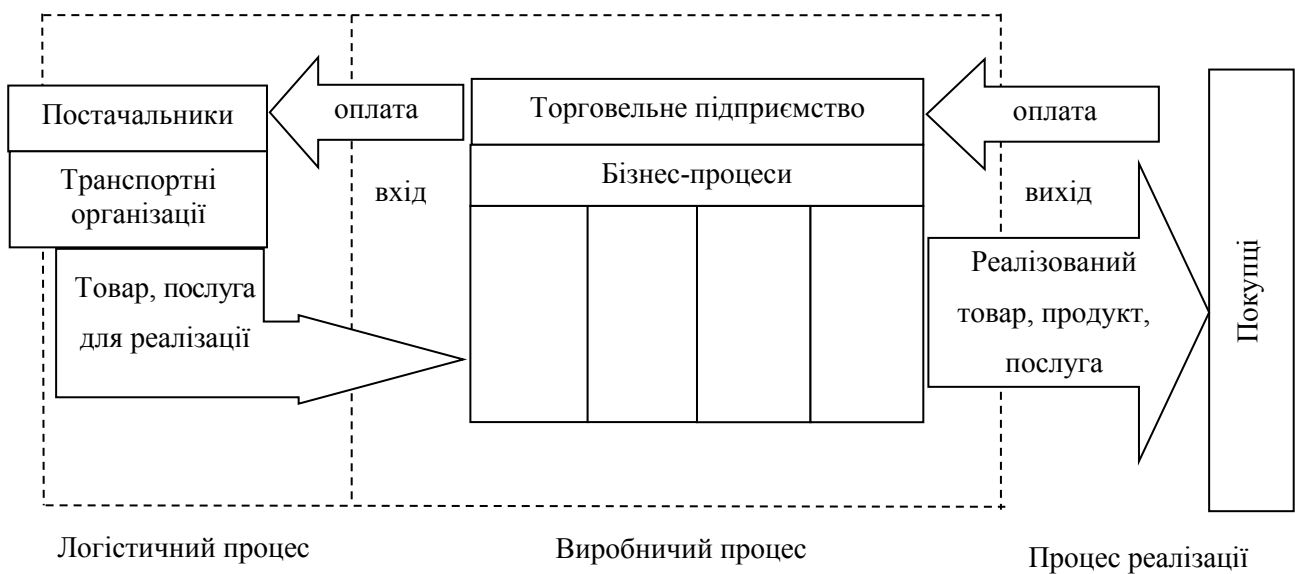 Постачальники
оплата
Торговельне підприємство
оплата
Транспортні
організації
вхід
Бізнес-процеси
вихід
Товар, послуга
для реалізації
Реалізований
товар, продукт,
послуга
Покупці
Логістичний процес
Виробничий процес
Процес реалізації